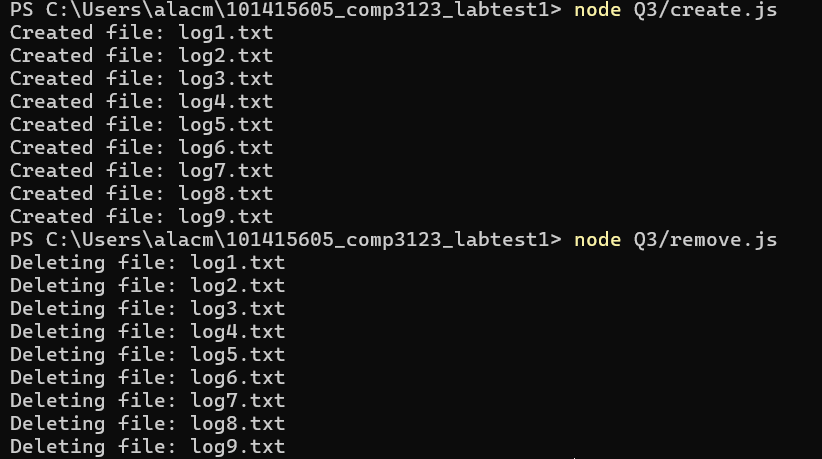 PS C:\Users\alacm\101415605_comp3123_labtest1> node Q3/create.js
Created file: log1.txt
Created file: log2.txt
Created file: log3.txt
Created file: log4.txt
Created file: log5.txt
Created file: log6.txt
Created file: log7.txt
Created file: log8.txt
Created file: log9.txt
PS C:\Users\alacm\101415605_comp3123_labtest1> node Q3/remove.js
Deleting file: log1.txt
Deleting file: log2.txt
Deleting file: log3.txt
Deleting file: log4.txt
Deleting file: log5.txt
Deleting file: log6.txt
Deleting file: log7.txt
Deleting file: log8.txt
Deleting file: log9.txt